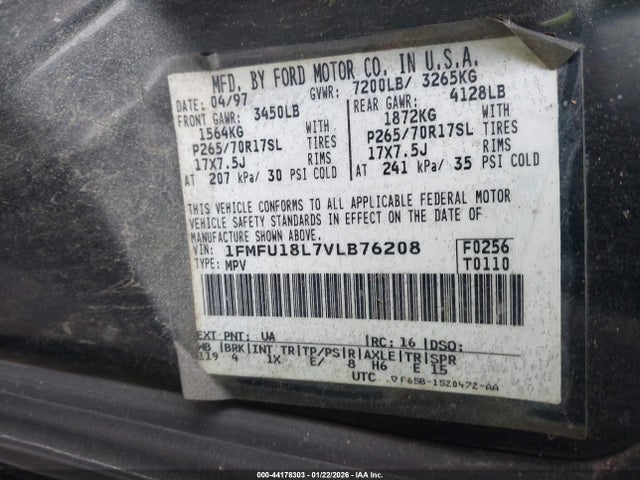 MFD. BY FORD MOTOR CO. IN U.S.A.
DATE: 04/97 GVWR: 7200LB/ 3265KG
FRONT GAWR: 3450LB REAR GAWR: 4128LB
1564KG WITH 1872KG WITH
P265/70R17SL TIRES P265/70R17SL TIRES
17X7.5J RIMS 17X7.5J RIMS
AT 207 kPa/ 30 PSI COLD AT 241 kPa/ 35 PSI COLD
THIS VEHICLE CONFORMS TO ALL APPLICABLE FEDERAL MOTOR
VEHICLE SAFETY STANDARDS IN EFFECT ON THE DATE OF
MANUFACTURE SHOWN ABOVE.
VIN: 1FMFU18L7VLB76208 F0256
TYPE: MPV T0110
EXT PNT: UA RC: 16 DSO:
WB BRK INT TR TP/PS R AXLE TR SPR
119 4 1X E/ 8 H6 E 15
UTC ▽F65B-1520472-AA
000-44178303 - 01/22/2026 - IAA Inc.